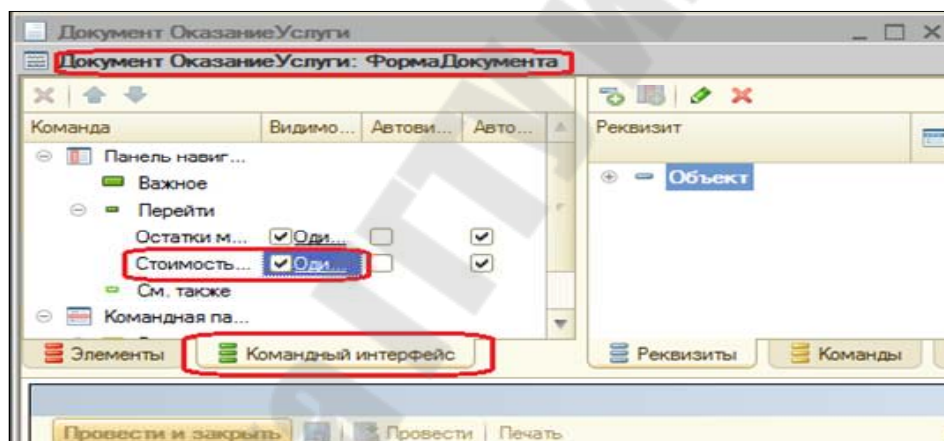 Документ ОказаниеУслуги
Документ ОказаниеУслуги: ФормаДокумента
Команда Видимо... Автови... Авто...
Реквизит
Панель навиг...
Важное
Объект
Перейти
Остатки м... Оди...
Стоимость... Оди...
См. также
Командная па...
Элементы Командный интерфейс Реквизиты Команды
Провести и закрыть Провести Печать